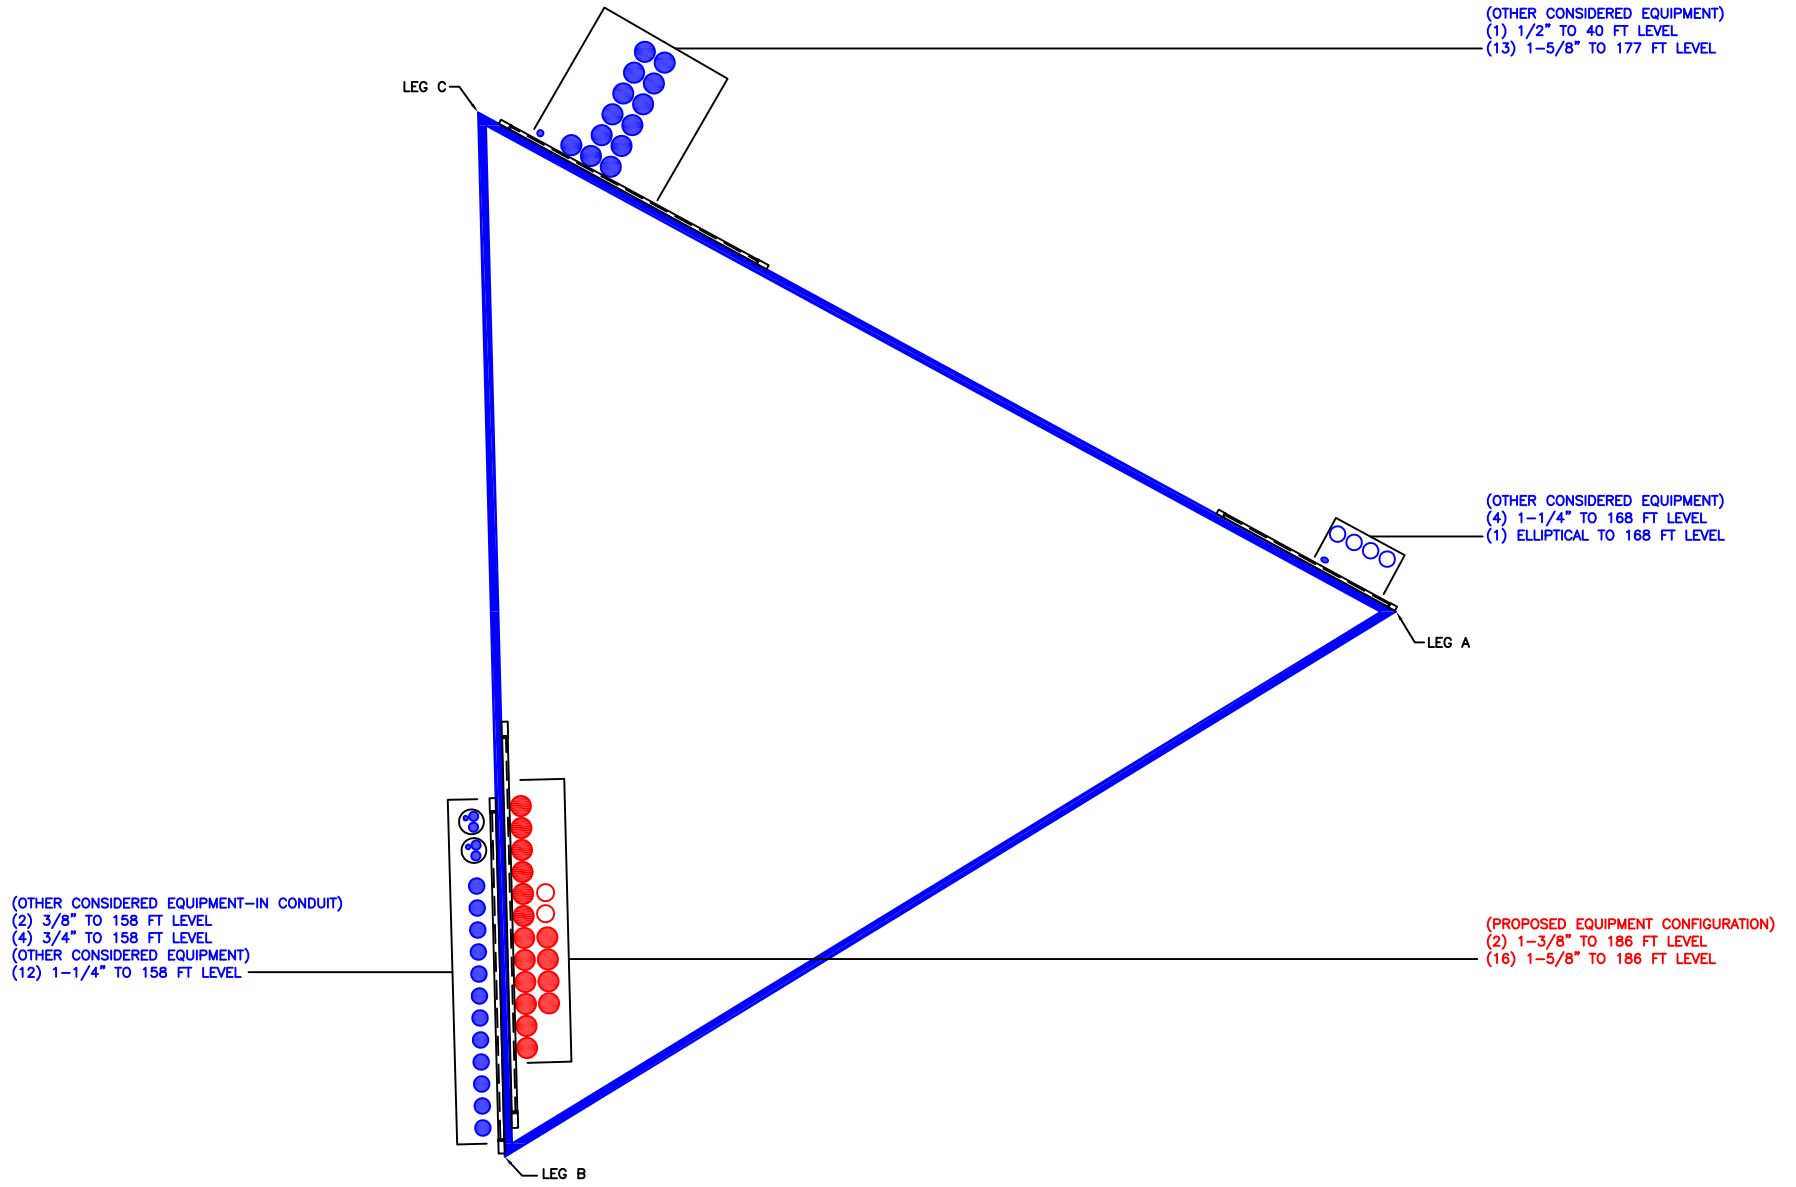 (OTHER CONSIDERED EQUIPMENT)
(1) 1/2" TO 40 FT LEVEL
(13) 1-5/8" TO 177 FT LEVEL
LEG C
(OTHER CONSIDERED EQUIPMENT)
(4) 1-1/4" TO 168 FT LEVEL
(1) ELLIPTICAL TO 168 FT LEVEL
LEG A
(OTHER CONSIDERED EQUIPMENT-IN CONDUIT)
(2) 3/8" TO 158 FT LEVEL
(4) 3/4" TO 158 FT LEVEL
(OTHER CONSIDERED EQUIPMENT)
(12) 1-1/4" TO 158 FT LEVEL
(PROPOSED EQUIPMENT CONFIGURATION)
(2) 1-3/8" TO 186 FT LEVEL
(16) 1-5/8" TO 186 FT LEVEL
LEG B